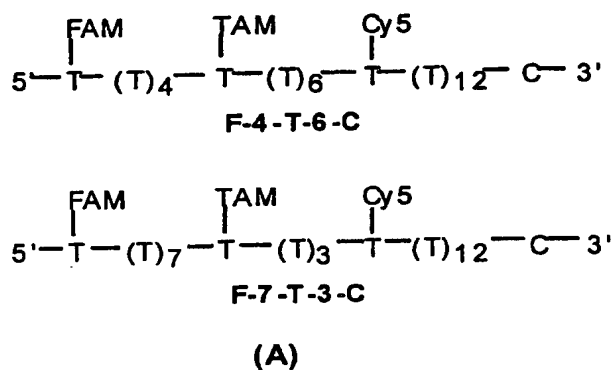 FAM TAM Cy5
5'-T-(T)4-T-(T)6-T-(T)12-C-3'
F-4-T-6-C
FAM TAM Cy5
5'-T-(T)7-T-(T)3-T-(T)12-C-3'
F-7-T-3-C
(A)